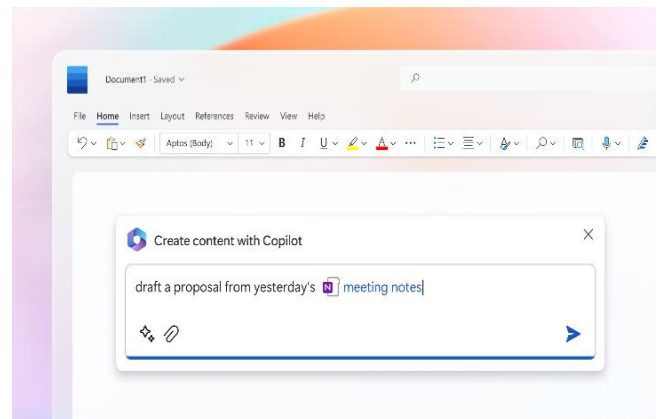 Document1 - Saved
File Home Insert Layout References Review View Help
Aptos (Body) 11 B I U A
Create content with Copilot
draft a proposal from yesterday's N meeting notes